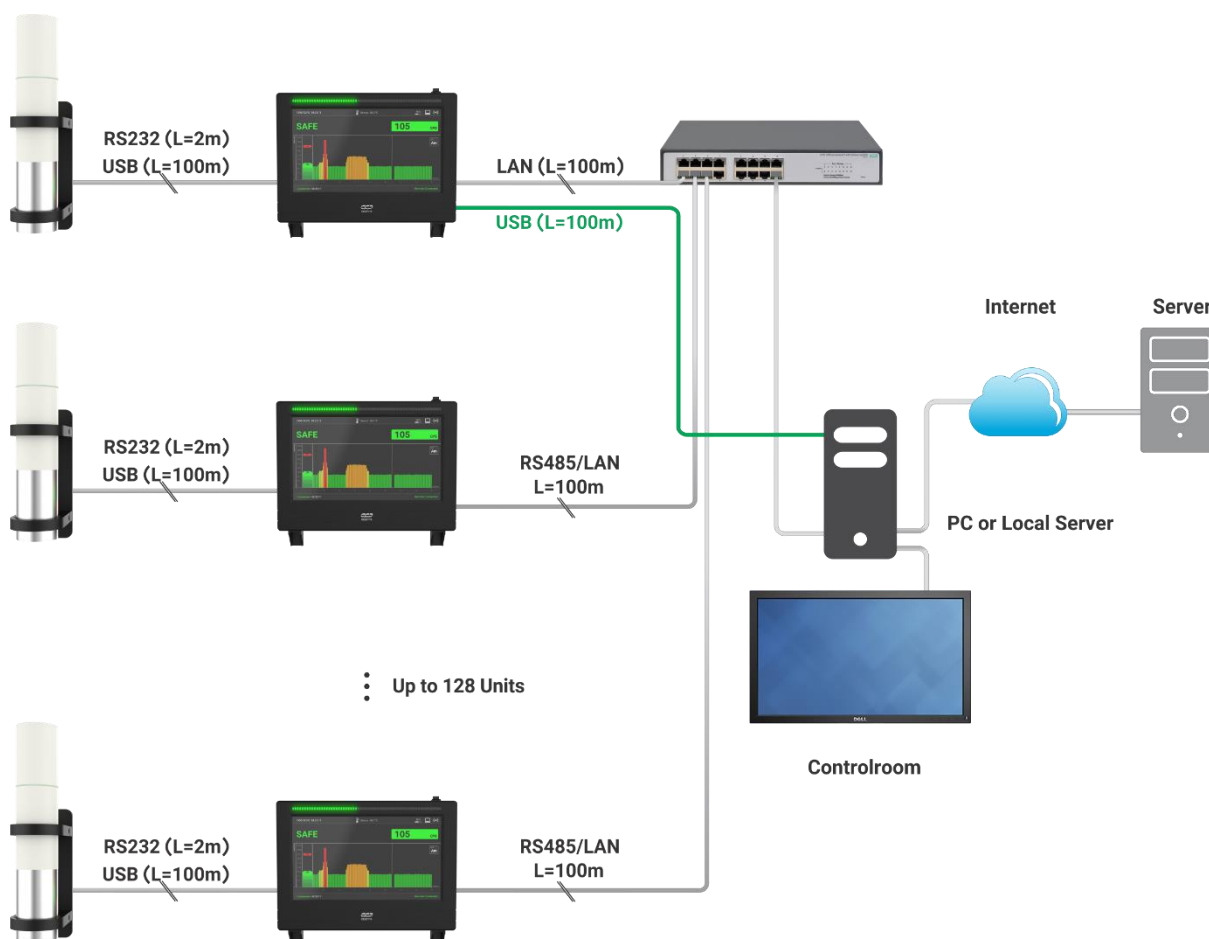 RS232 (L=2m)
USB (L=100m)
SAFE
105
LAN (L=100m)
USB (L=100m)
Internet
Server
RS232 (L=2m)
USB (L=100m)
SAFE
105
RS485/LAN
L=100m
PC or Local Server
Up to 128 Units
DELL
Controlroom
RS232 (L=2m)
USB (L=100m)
SAFE
105
RS485/LAN
L=100m